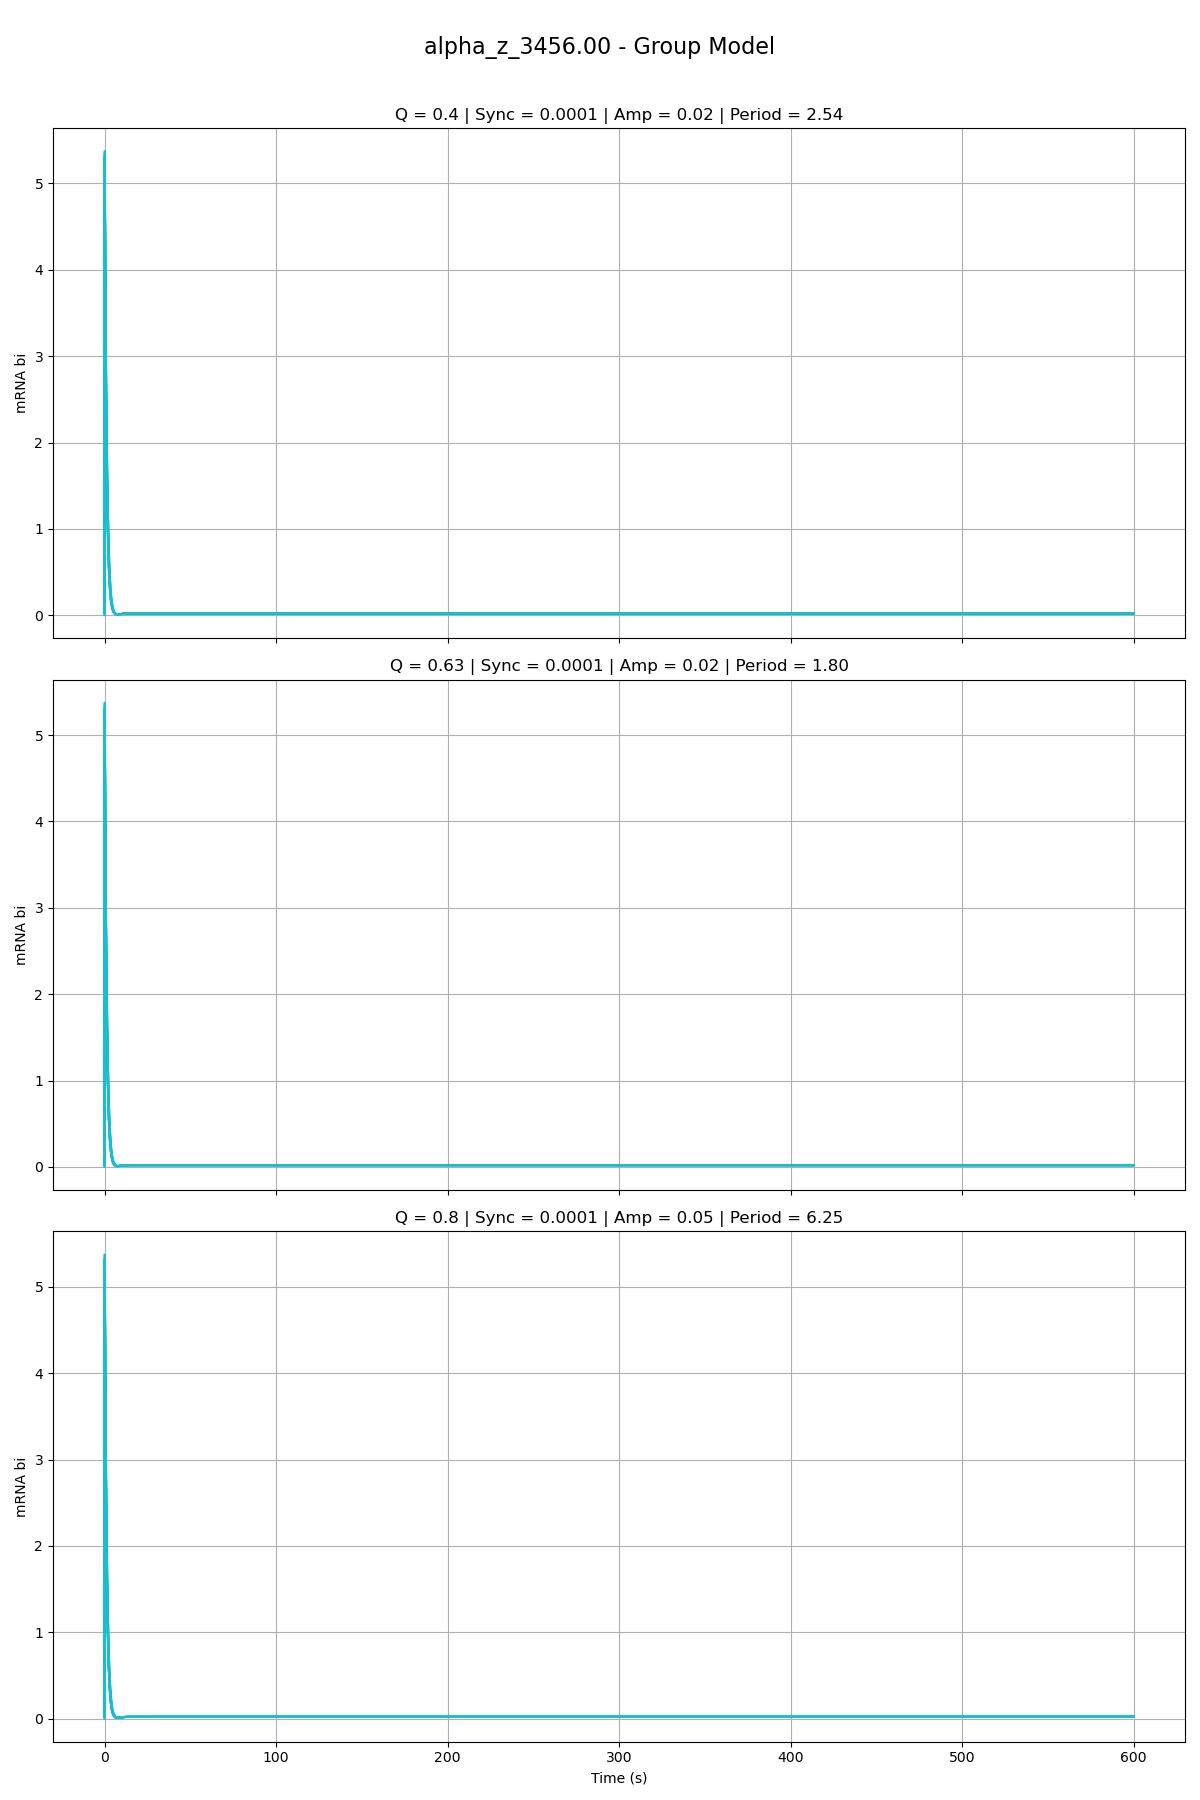 alpha_z_3456.00 - Group Model
Q = 0.4 | Sync = 0.0001 | Amp = 0.02 | Period = 2.54
5
4
3
2
1
0
mRNA bi
Q = 0.63 | Sync = 0.0001 | Amp = 0.02 | Period = 1.80
5
4
3
2
1
0
mRNA bi
Q = 0.8 | Sync = 0.0001 | Amp = 0.05 | Period = 6.25
5
4
3
2
1
0
mRNA bi
0 100 200 300 400 500 600
Time (s)